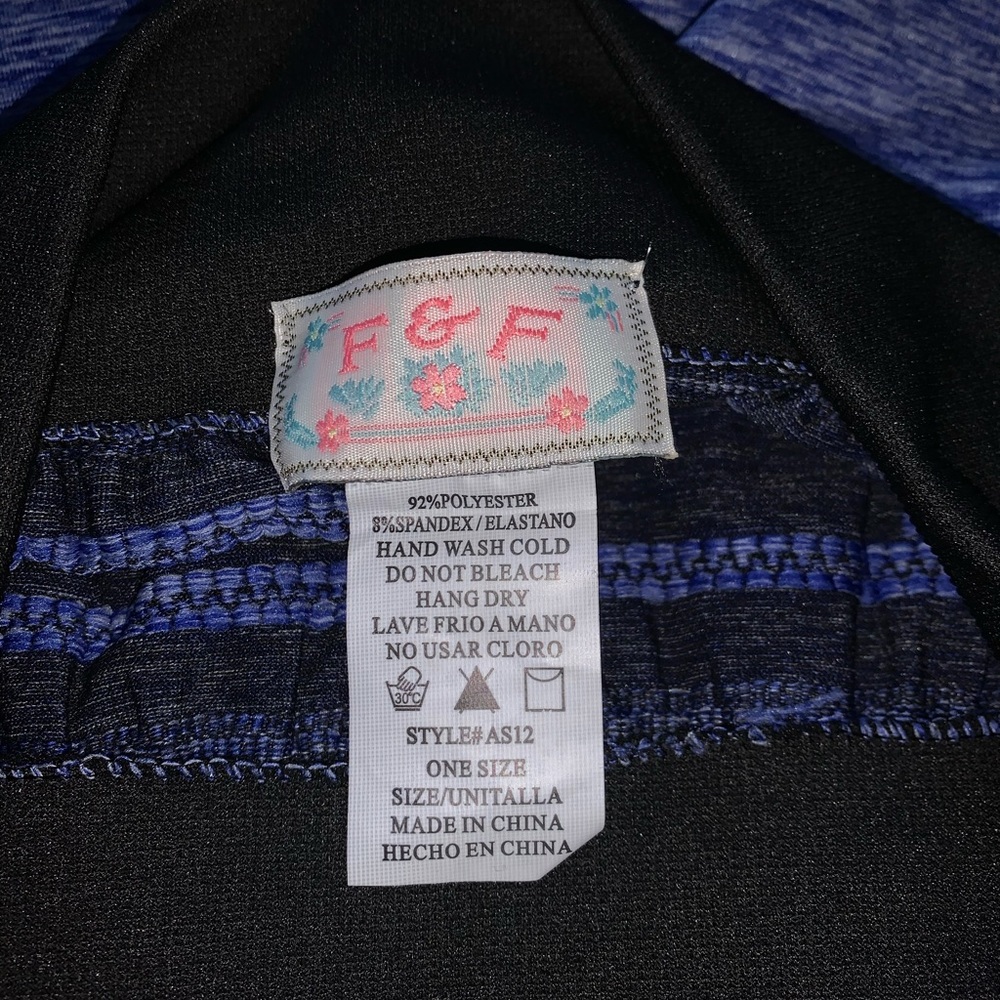 F & F
92%POLYESTER
8%SPANDEX/ELASTANO
HAND WASH COLD
DO NOT BLEACH
HANG DRY
LAVE FRIO A MANO
NO USAR CLORO
30°C
STYLE# AS12
ONE SIZE
SIZE/UNITALLA
MADE IN CHINA
HECHO EN CHINA